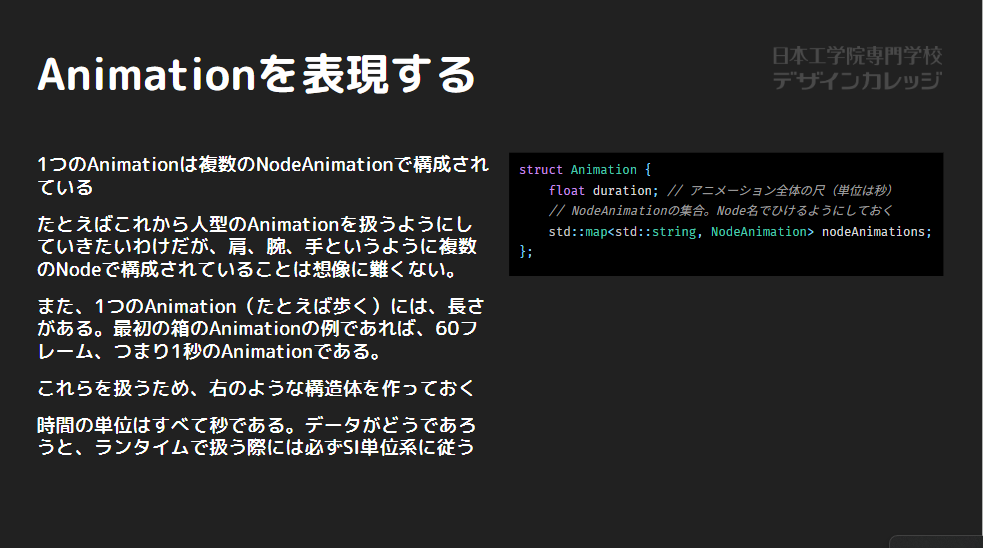 Animationを表現する
日本工学院専門学校
デザインカレッジ
1つのAnimationは複数のNodeAnimationで構成され
ている
たとえばこれから人型のAnimationを扱うようにし
ていきたいわけだが、肩、腕、手というように複数
のNodeで構成されていることは想像に難くない。
また、1つのAnimation（たとえば歩く）には、長さ
がある。最初の箱のAnimationの例であれば、60フ
レーム、つまり1秒のAnimationである。
これらを扱うため、右のような構造体を作っておく
時間の単位はすべて秒である。データがどうであろ
うと、ランタイムで扱う際には必ずSI単位系に従う
struct Animation {
    float duration; // アニメーション全体の尺（単位は秒）
    // NodeAnimationの集合。Node名でひけるようにしておく
    std::map<std::string, NodeAnimation> nodeAnimations;
};